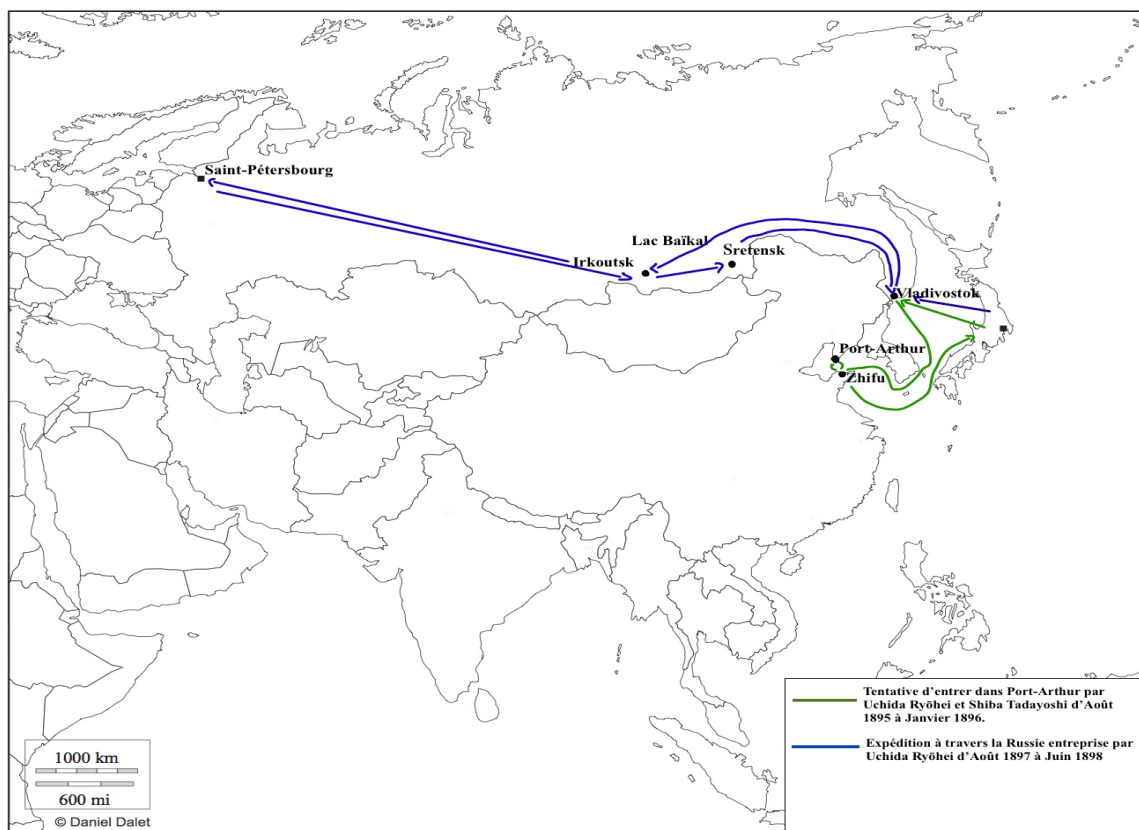 Saint-Pétersbourg
Lac Baïkal
Irkoutsk
Sretensk
Vladivostok
Port-Arthur
Zhifu
Tentative d'entrer dans Port-Arthur par
Uchida Ryōhei et Shiba Tadayoshi d'Août
1895 à Janvier 1896.
Expédition à travers la Russie entreprise par
Uchida Ryōhei d'Août 1897 à Juin 1898
1000 km
600 mi
© Daniel Dalet